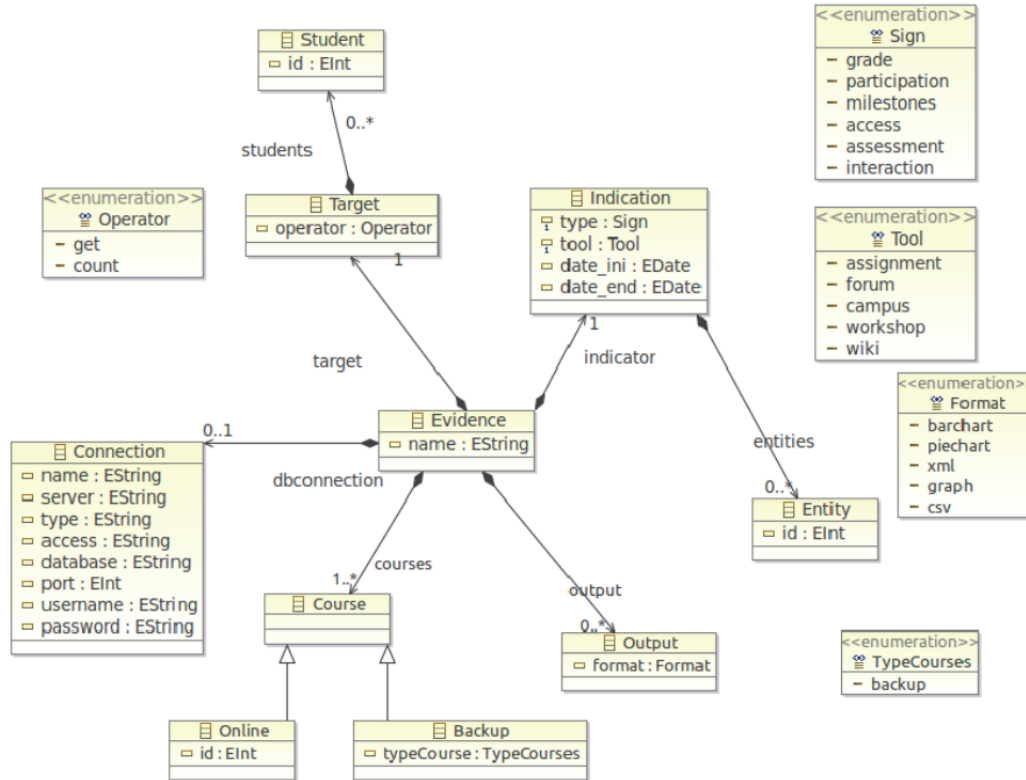 Student
id : EInt
0..*
students
<<enumeration>>
Operator
get
count
Target
operator : Operator
1
target
Indication
type : Sign
tool : Tool
date_ini : EDate
date_end : EDate
1
indicator
<<enumeration>>
Sign
grade
participation
milestones
access
assessment
interaction
<<enumeration>>
Tool
assignment
forum
campus
workshop
wiki
<<enumeration>
Format
barchart
piechart
xml
graph
csv
Evidence
name : EString
0..1
dbconnection
Connection
name : EString
server : EString
type : EString
access : EString
database : EString
port : EInt
username : EString
password : EString
entities
0..*
Entity
id : EInt
courses
1..*
Course
output
0..*
Output
format : Format
<<enumeration>>
TypeCourses
backup
Online
id : EInt
Backup
typeCourse : TypeCourses